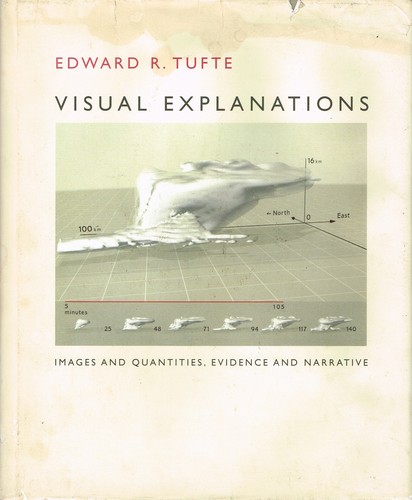 EDWARD R. TUFTE
VISUAL EXPLANATIONS
16 km
North
0
East
100 km
5
105
minutes
25
48
71
94
117
140
IMAGES AND QUANTITIES, EVIDENCE AND NARRATIVE